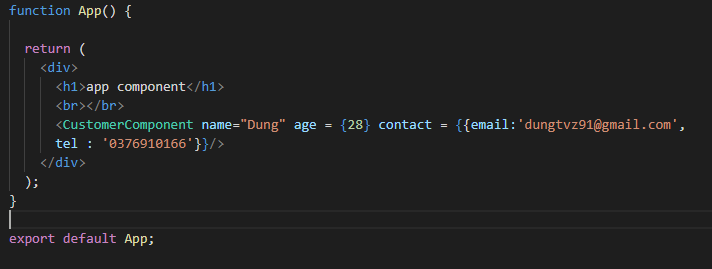 function App() {
return (
<div>
<h1>app component</h1>
<br></br>
<CustomerComponent name="Dung" age = {28} contact = {{email:'dungtvz91@gmail.com',
tel : '0376910166'}}/>
</div>
);
}
export default App;